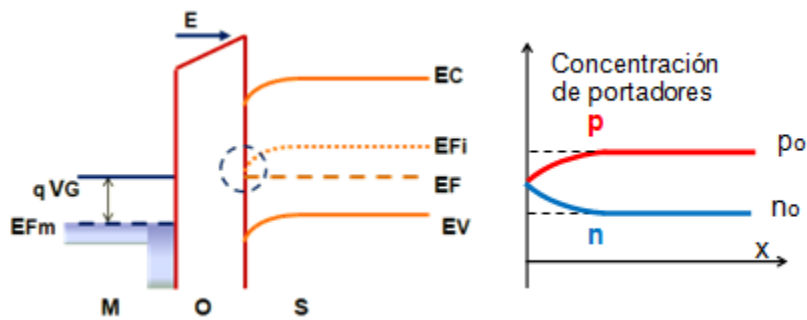 E
EC
EFi
EF
EV
q VG
EFm
M O S
Concentración
de portadores
p
po
n
no
x